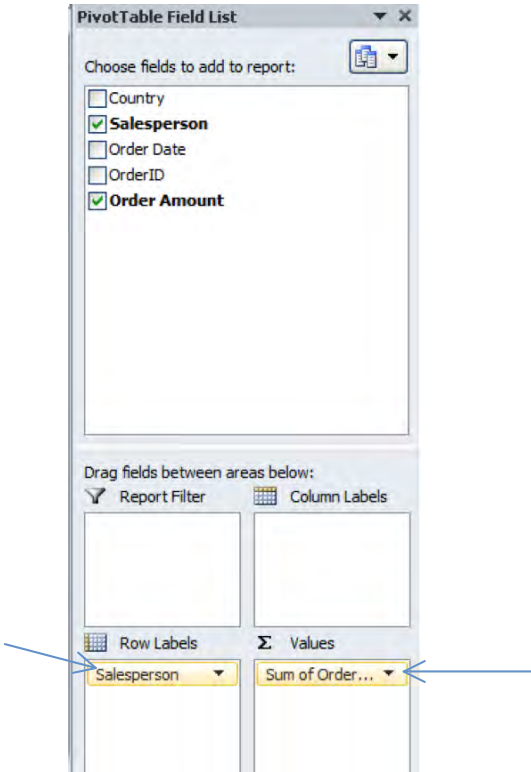 PivotTable Field List
Choose fields to add to report:
Country
Salesperson
Order Date
OrderID
Order Amount
Drag fields between areas below:
Report Filter
Column Labels
Row Labels
Σ Values
Salesperson
Sum of Order...